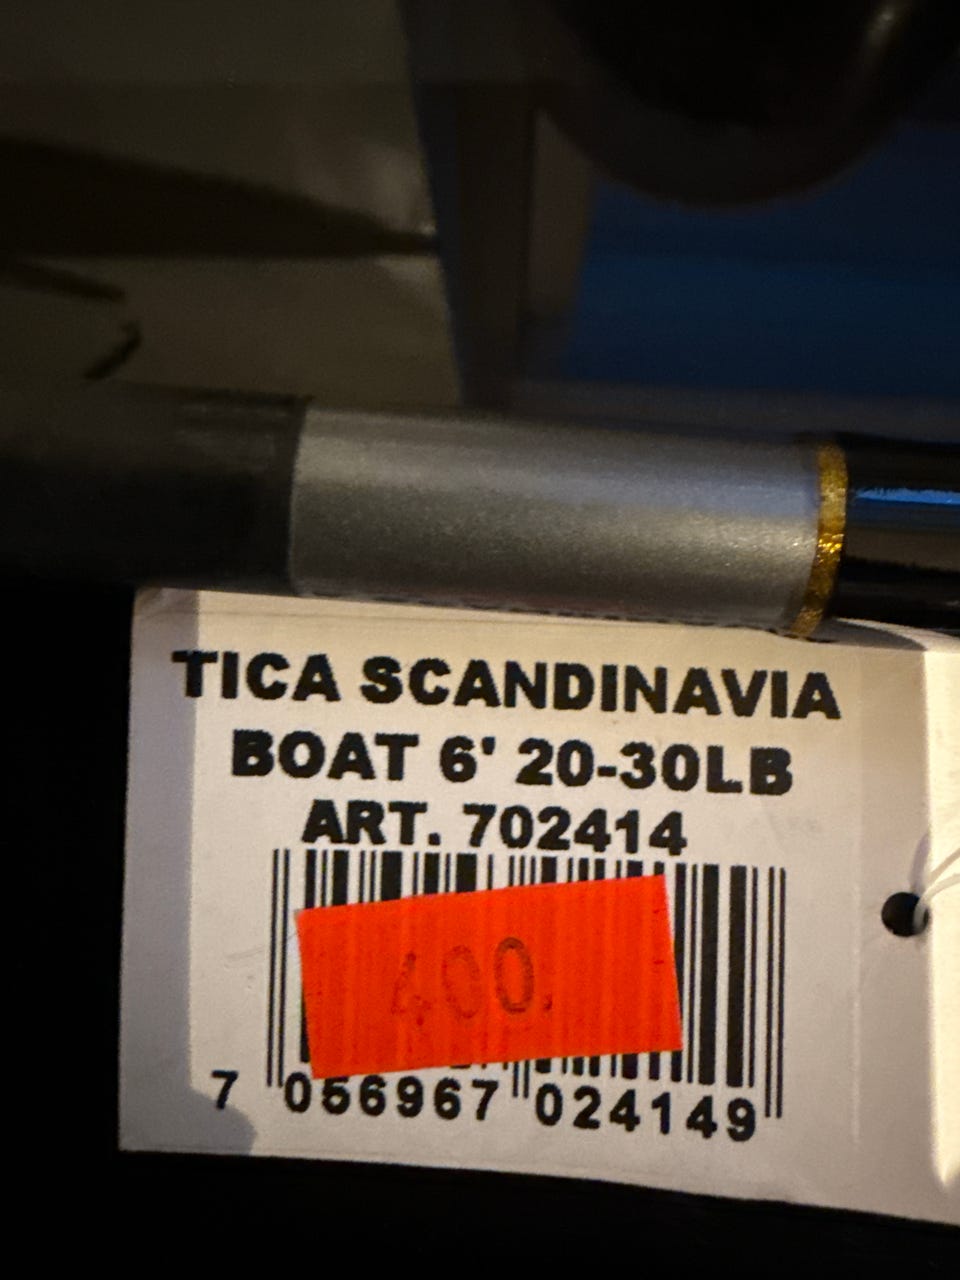 TICA SCANDINAVIA
BOAT 6' 20-30LB
ART. 702414
400.
7 056967 024149